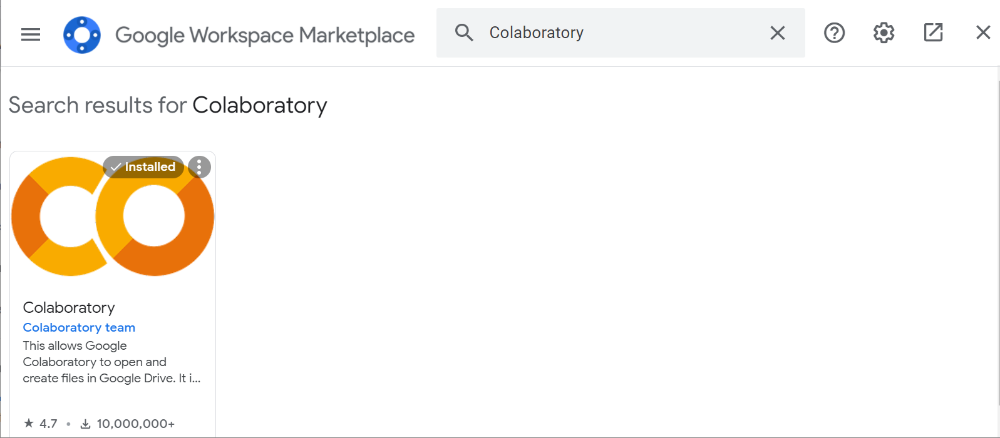 Google Workspace Marketplace
Colaboratory
Search results for Colaboratory
Installed
Colaboratory
Colaboratory team
This allows Google
Colaboratory to open and
create files in Google Drive. It i...
4.7 • 10,000,000+